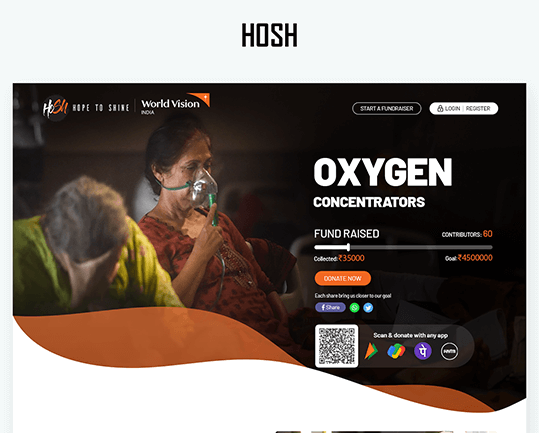 HOSH
HoSH HOPE TO SHINE World Vision
INDIA
START A FUNDRAISER LOGIN | REGISTER
OXYGEN
CONCENTRATORS
FUND RAISED CONTRIBUTORS: 60
Collected: ₹35000 Goal: ₹4500000
DONATE NOW
Each share bring us closer to our goal
Share
Scan & donate with any app
पे